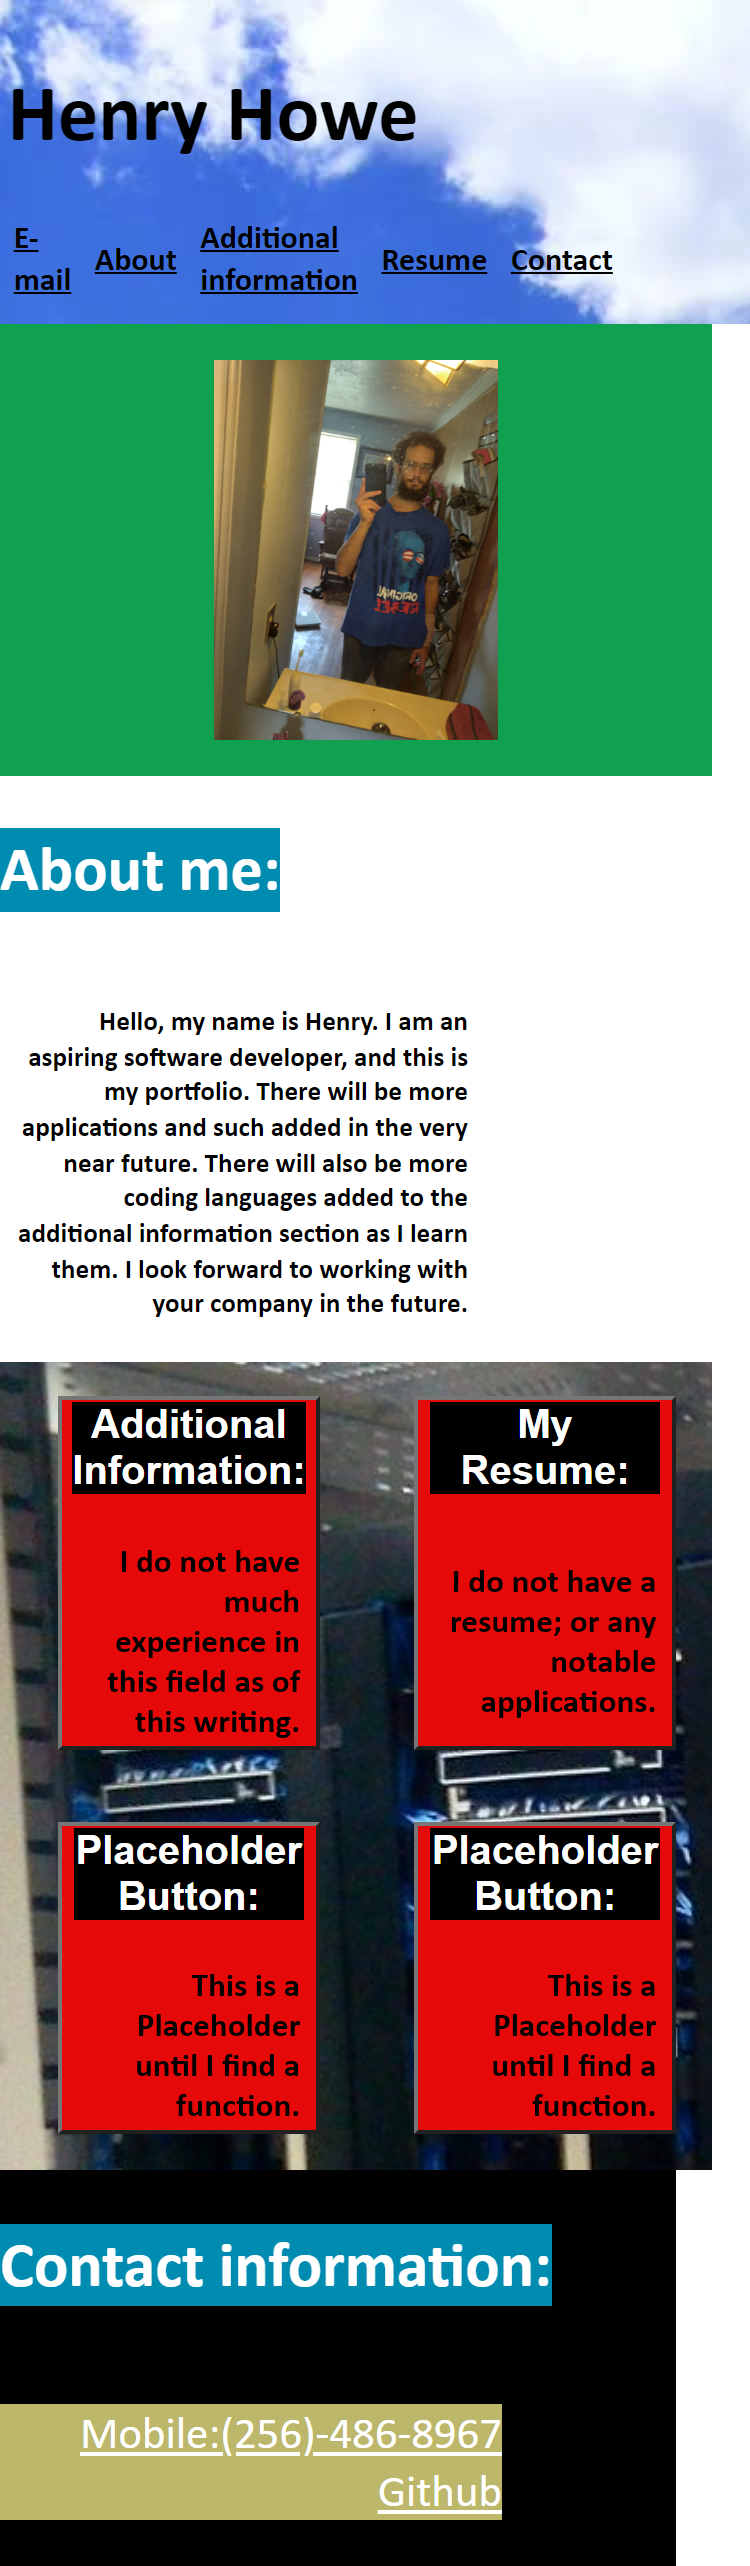 Henry Howe
E-
mail
About
Additional
information
Resume
Contact
ORIGINAL
REBEL
About me:
Hello, my name is Henry. I am an
aspiring software developer, and this is
my portfolio. There will be more
applications and such added in the very
near future. There will also be more
coding languages added to the
additional information section as I learn
them. I look forward to working with
your company in the future.
Additional
Information:
I do not have
much
experience in
this field as of
this writing.
My
Resume:
I do not have a
resume; or any
notable
applications.
Placeholder
Button:
This is a
Placeholder
until I find a
function.
Placeholder
Button:
This is a
Placeholder
until I find a
function.
Contact information:
Mobile:(256)-486-8967
Github